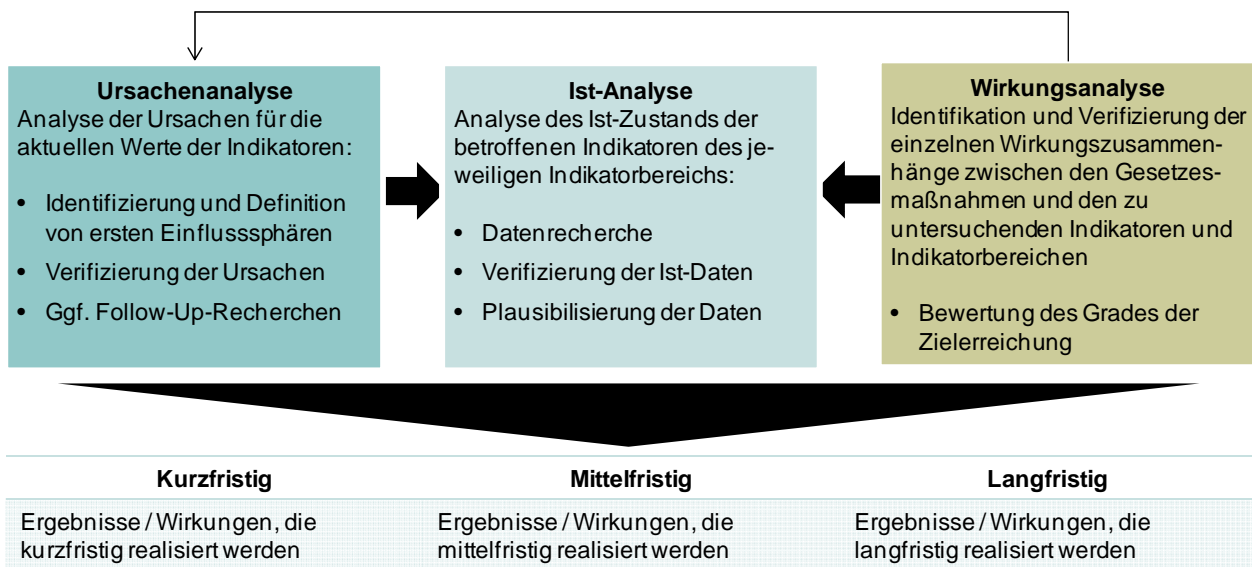 Ursachenanalyse
Analyse der Ursachen für die
aktuellen Werte der Indikatoren:
• Identifizierung und Definition
von ersten Einflusssphären
• Verifizierung der Ursachen
• Ggf. Follow-Up-Recherchen
Ist-Analyse
Analyse des Ist-Zustands der
betroffenen Indikatoren des je-
weiligen Indikatorbereichs:
• Datenrecherche
• Verifizierung der Ist-Daten
• Plausibilisierung der Daten
Wirkungsanalyse
Identifikation und Verifizierung der
einzelnen Wirkungszusammen-
hänge zwischen den Gesetzes-
maßnahmen und den zu
untersuchenden Indikatoren und
Indikatorbereichen
• Bewertung des Grades der
Zielerreichung
Kurzfristig
Ergebnisse / Wirkungen, die
kurzfristig realisiert werden
Mittelfristig
Ergebnisse / Wirkungen, die
mittelfristig realisiert werden
Langfristig
Ergebnisse / Wirkungen, die
langfristig realisiert werden